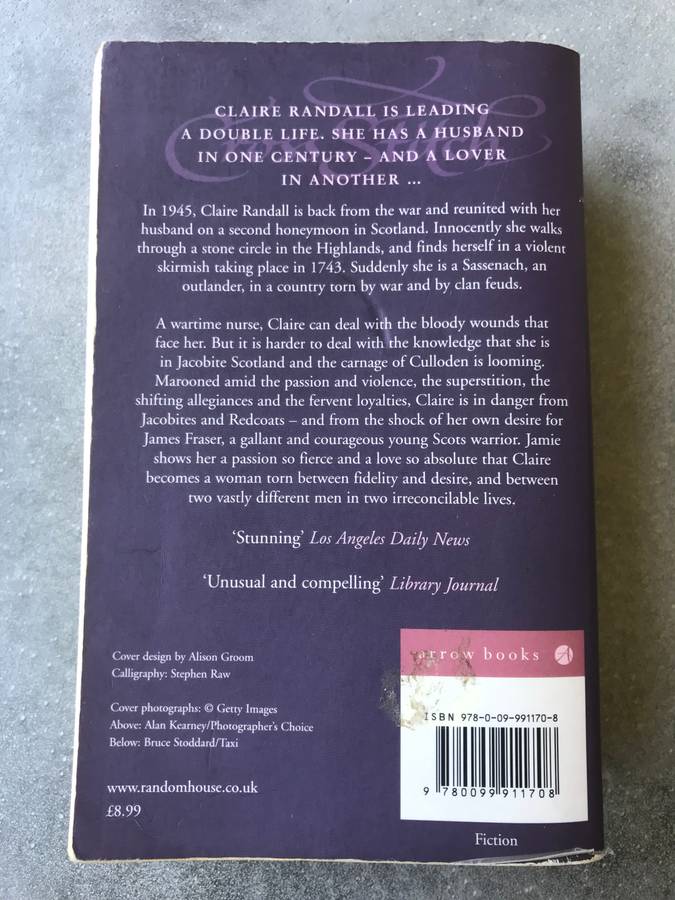 Cross Stitch
CLAIRE RANDALL IS LEADING
A DOUBLE LIFE. SHE HAS A HUSBAND
IN ONE CENTURY – AND A LOVER
IN ANOTHER ...
In 1945, Claire Randall is back from the war and reunited with her
husband on a second honeymoon in Scotland. Innocently she walks
through a stone circle in the Highlands, and finds herself in a violent
skirmish taking place in 1743. Suddenly she is a Sassenach, an
outlander, in a country torn by war and by clan feuds.
A wartime nurse, Claire can deal with the bloody wounds that
face her. But it is harder to deal with the knowledge that she is
in Jacobite Scotland and the carnage of Culloden is looming.
Marooned amid the passion and violence, the superstition, the
shifting allegiances and the fervent loyalties, Claire is in danger from
Jacobites and Redcoats – and from the shock of her own desire for
James Fraser, a gallant and courageous young Scots warrior. Jamie
shows her a passion so fierce and a love so absolute that Claire
becomes a woman torn between fidelity and desire, and between
two vastly different men in two irreconcilable lives.
‘Stunning’ Los Angeles Daily News
‘Unusual and compelling’ Library Journal
Cover design by Alison Groom
Calligraphy: Stephen Raw
Cover photographs: © Getty Images
Above: Alan Kearney/Photographer's Choice
Below: Bruce Stoddard/Taxi
www.randomhouse.co.uk
£8.99
arrow books
ISBN 978-0-09-991170-8
9 780099 911708
Fiction